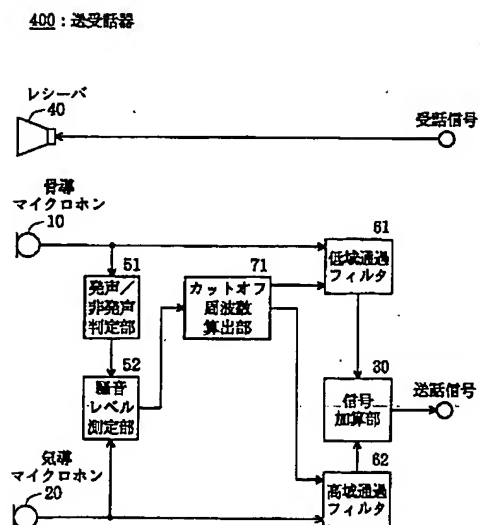 400：送受話器
レシーバ
40
受話信号
骨導
マイクロホン
10
51
発声／
非発声
判定部
71
カットオフ
周波数
算出部
61
低域通過
フィルタ
52
騒音
レベル
測定部
30
信号
加算部
送話信号
気導
マイクロホン
20
62
高域通過
フィルタ